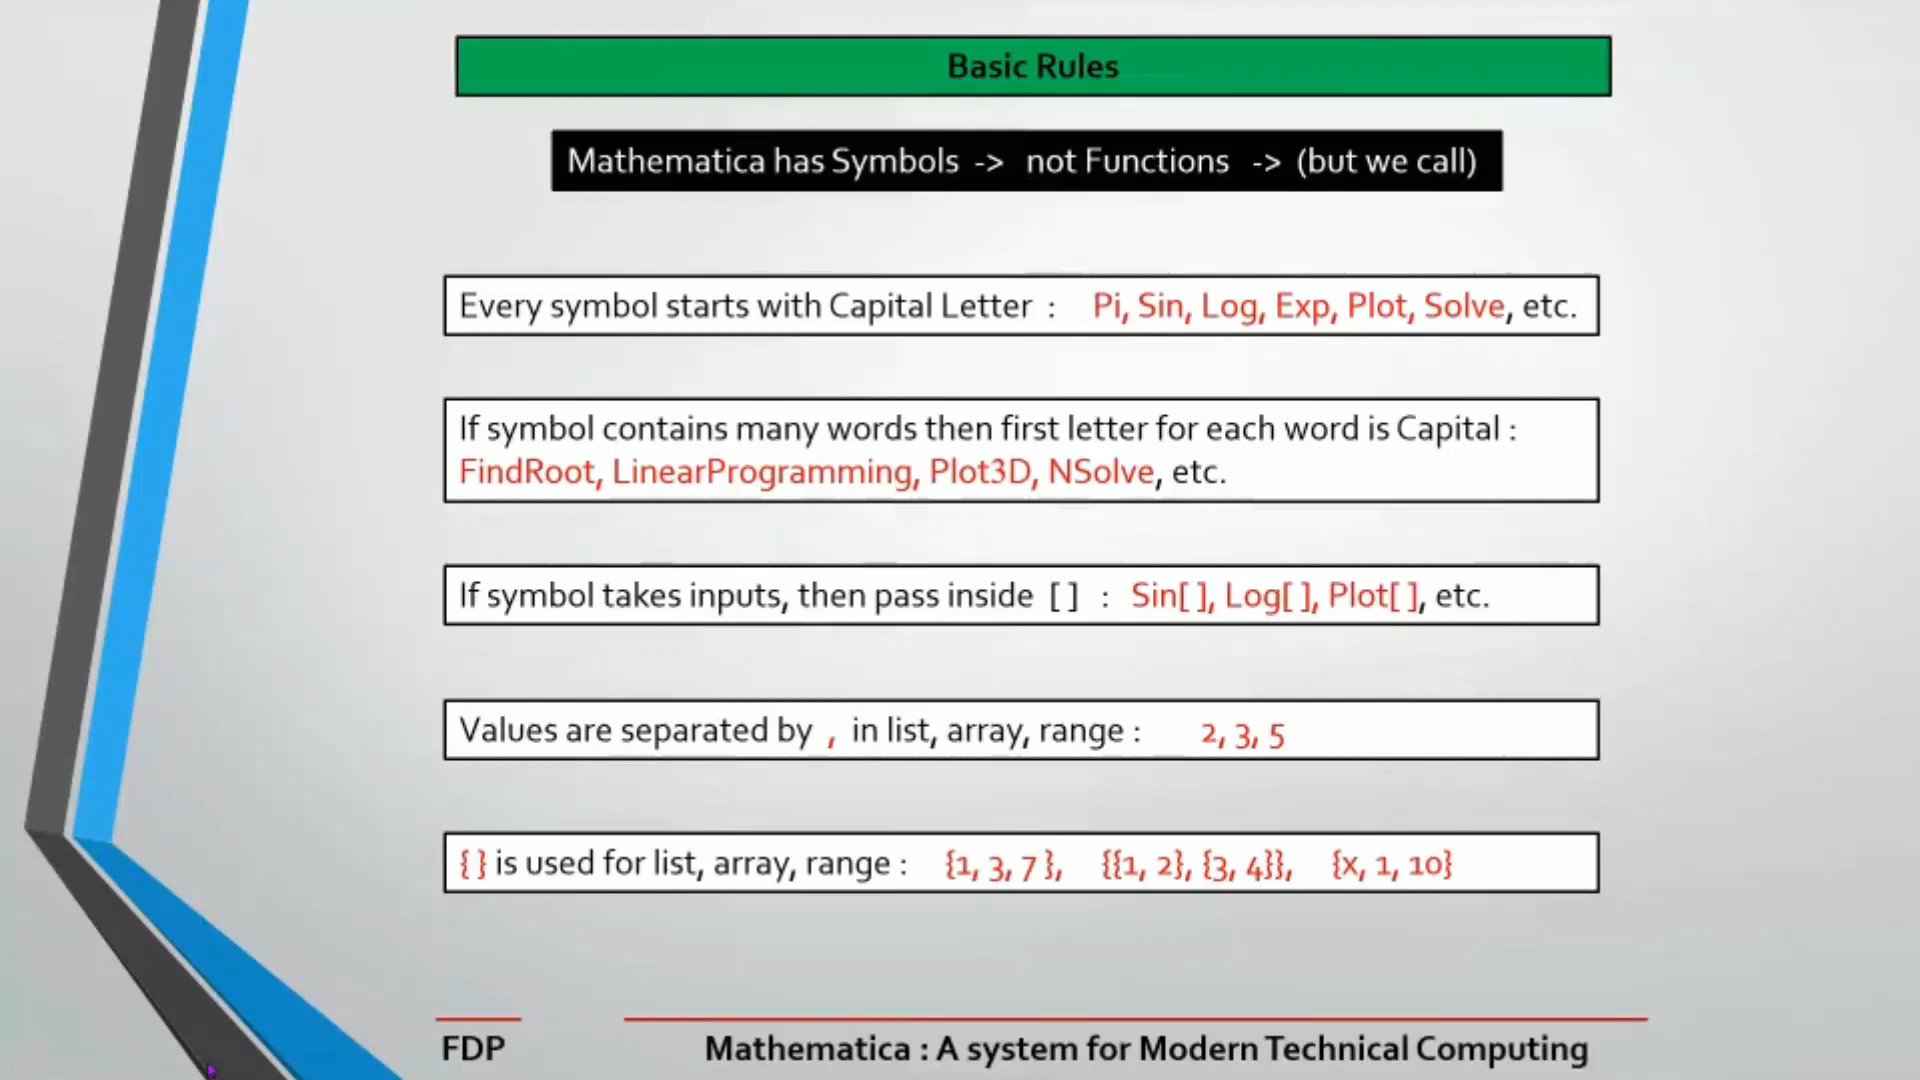 Basic Rules
Mathematica has Symbols -> not Functions -> (but we call)
Every symbol starts with Capital Letter : Pi, Sin, Log, Exp, Plot, Solve, etc.
If symbol contains many words then first letter for each word is Capital :
FindRoot, LinearProgramming, Plot3D, NSolve, etc.
If symbol takes inputs, then pass inside [ ] : Sin[ ], Log[ ], Plot[ ], etc.
Values are separated by , in list, array, range : 2, 3, 5
{ } is used for list, array, range : {1, 3, 7 }, {{1, 2}, {3, 4}}, {x, 1, 10}
FDP Mathematica : A system for Modern Technical Computing